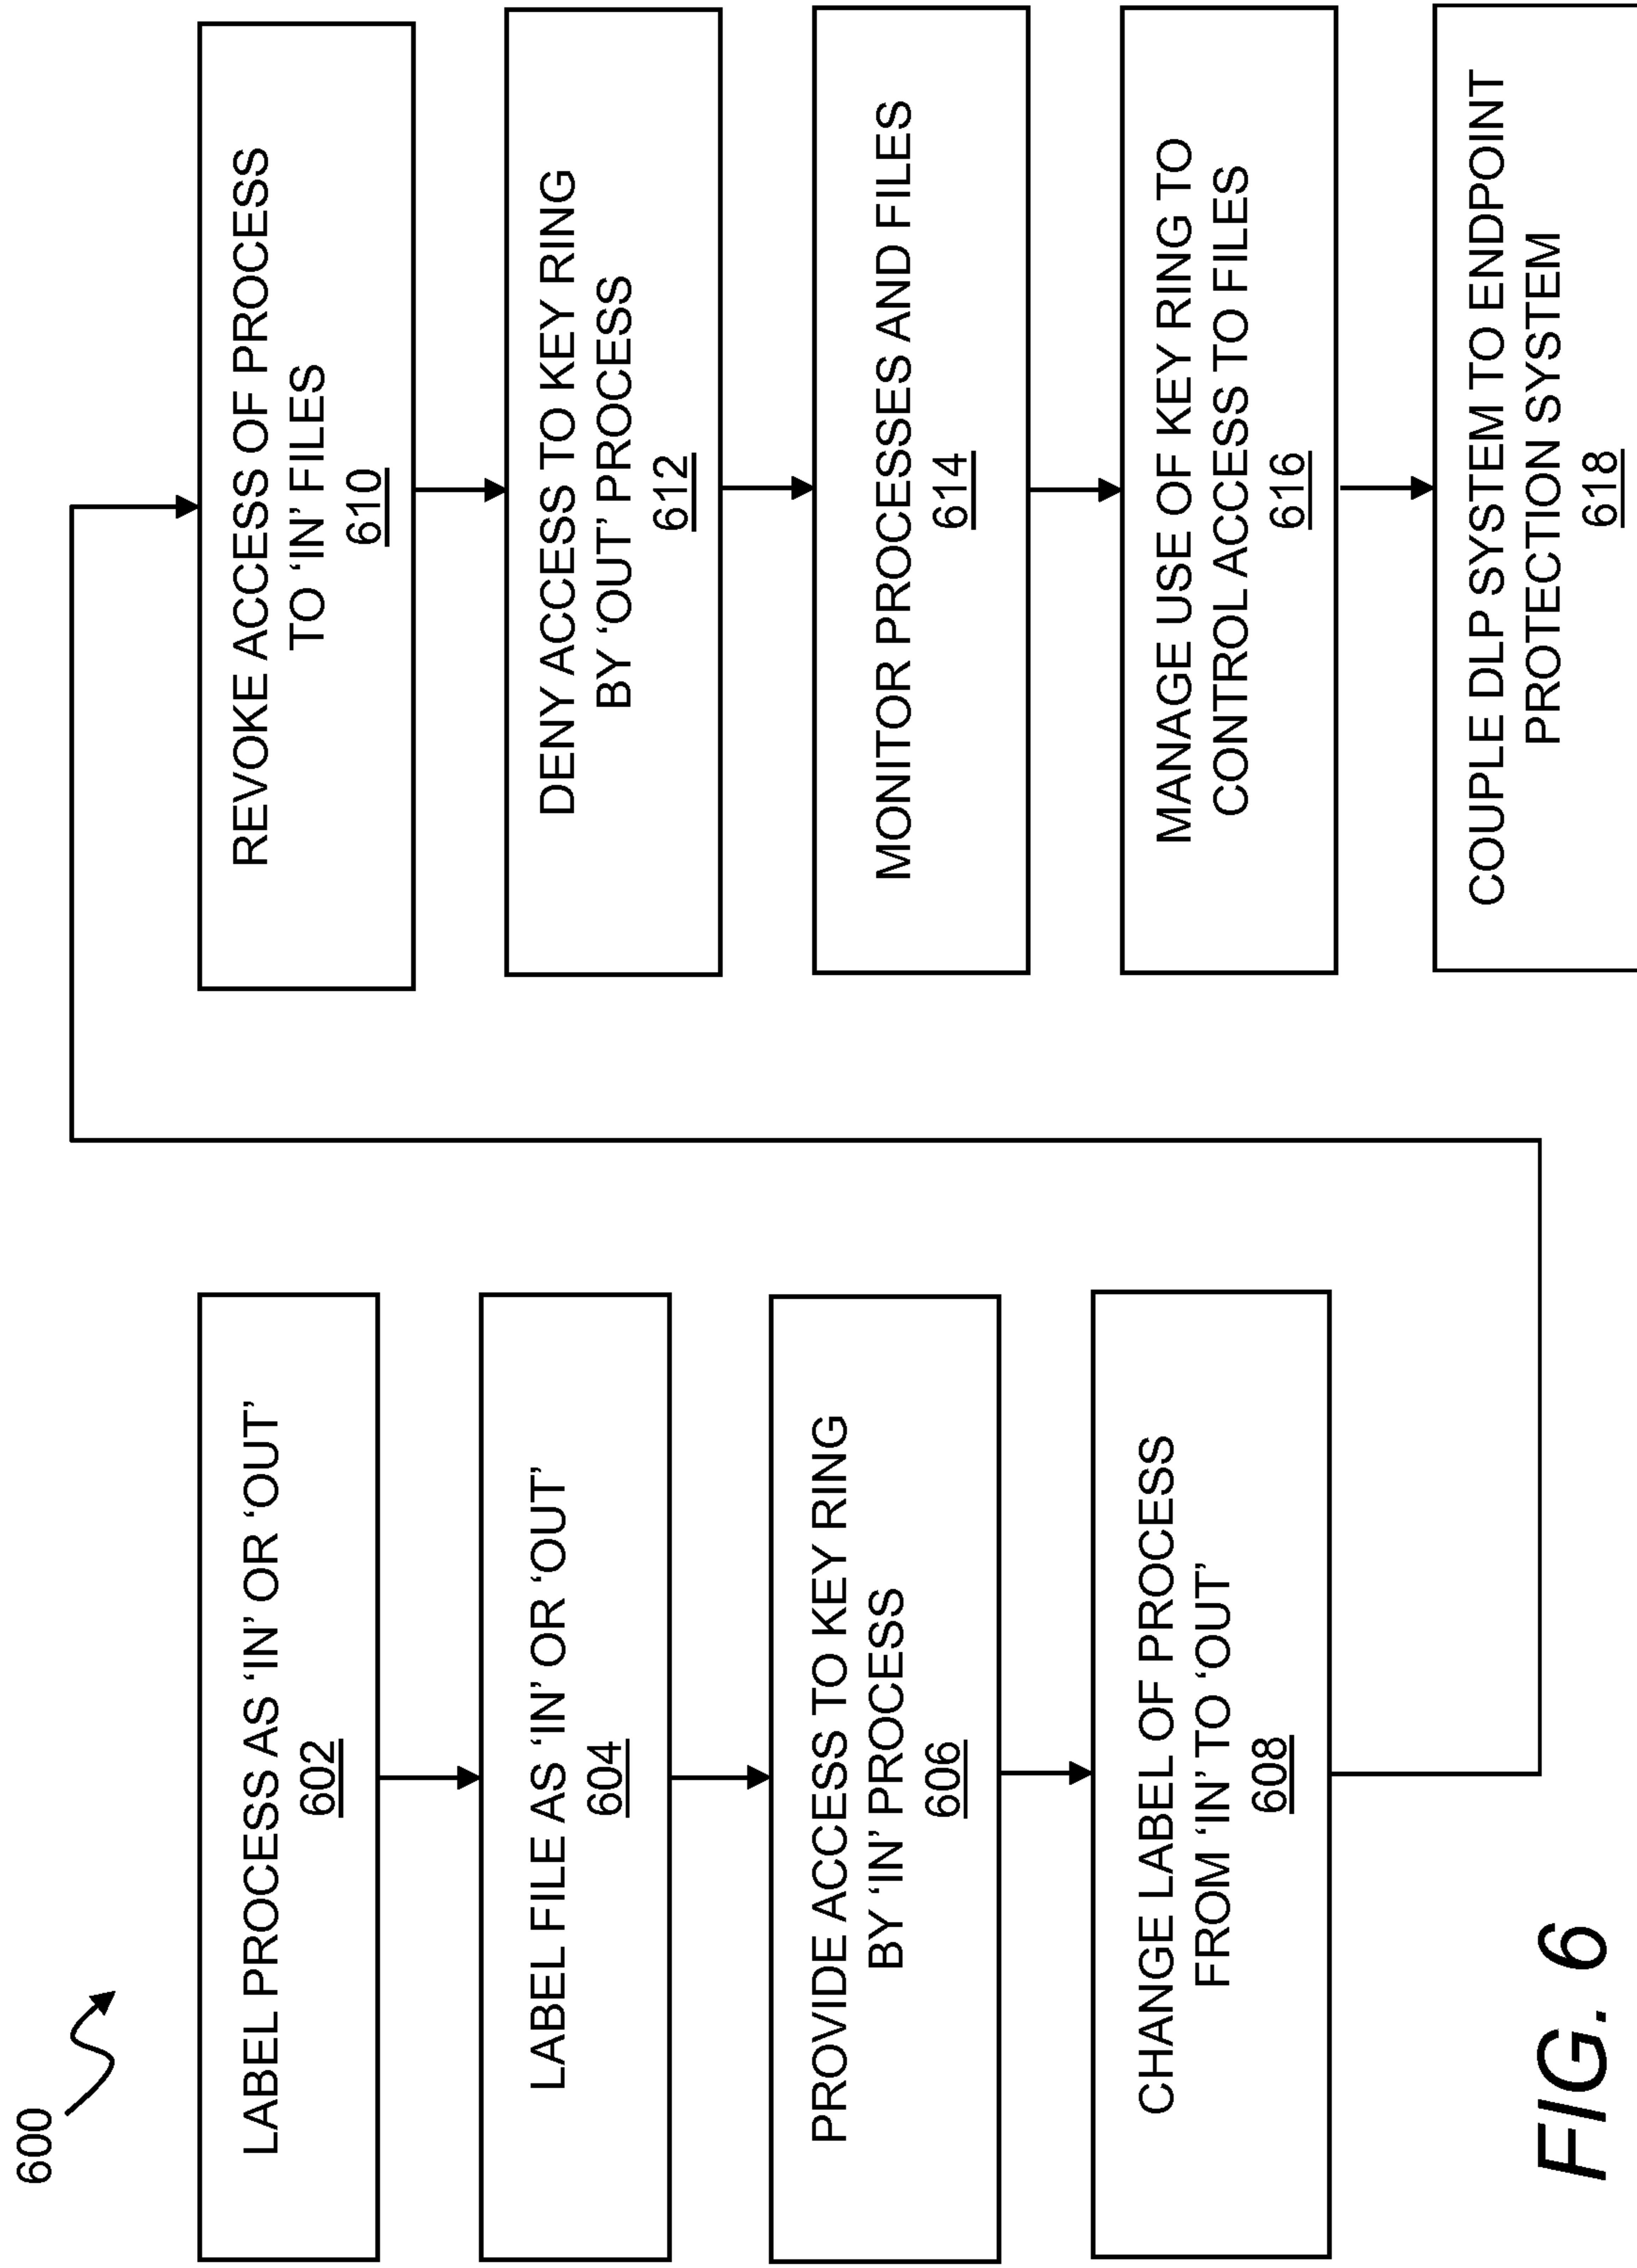 600
LABEL PROCESS AS ‘IN’ OR ‘OUT’
602
LABEL FILE AS ‘IN’ OR ‘OUT’
604
PROVIDE ACCESS TO KEY RING
BY ‘IN’ PROCESS
606
CHANGE LABEL OF PROCESS
FROM ‘IN’ TO ‘OUT’
608
REVOKE ACCESS OF PROCESS
TO ‘IN’ FILES
610
DENY ACCESS TO KEY RING
BY ‘OUT’ PROCESS
612
MONITOR PROCESSES AND FILES
614
MANAGE USE OF KEY RING TO
CONTROL ACCESS TO FILES
616
COUPLE DLP SYSTEM TO ENDPOINT
PROTECTION SYSTEM
618
FIG. 6